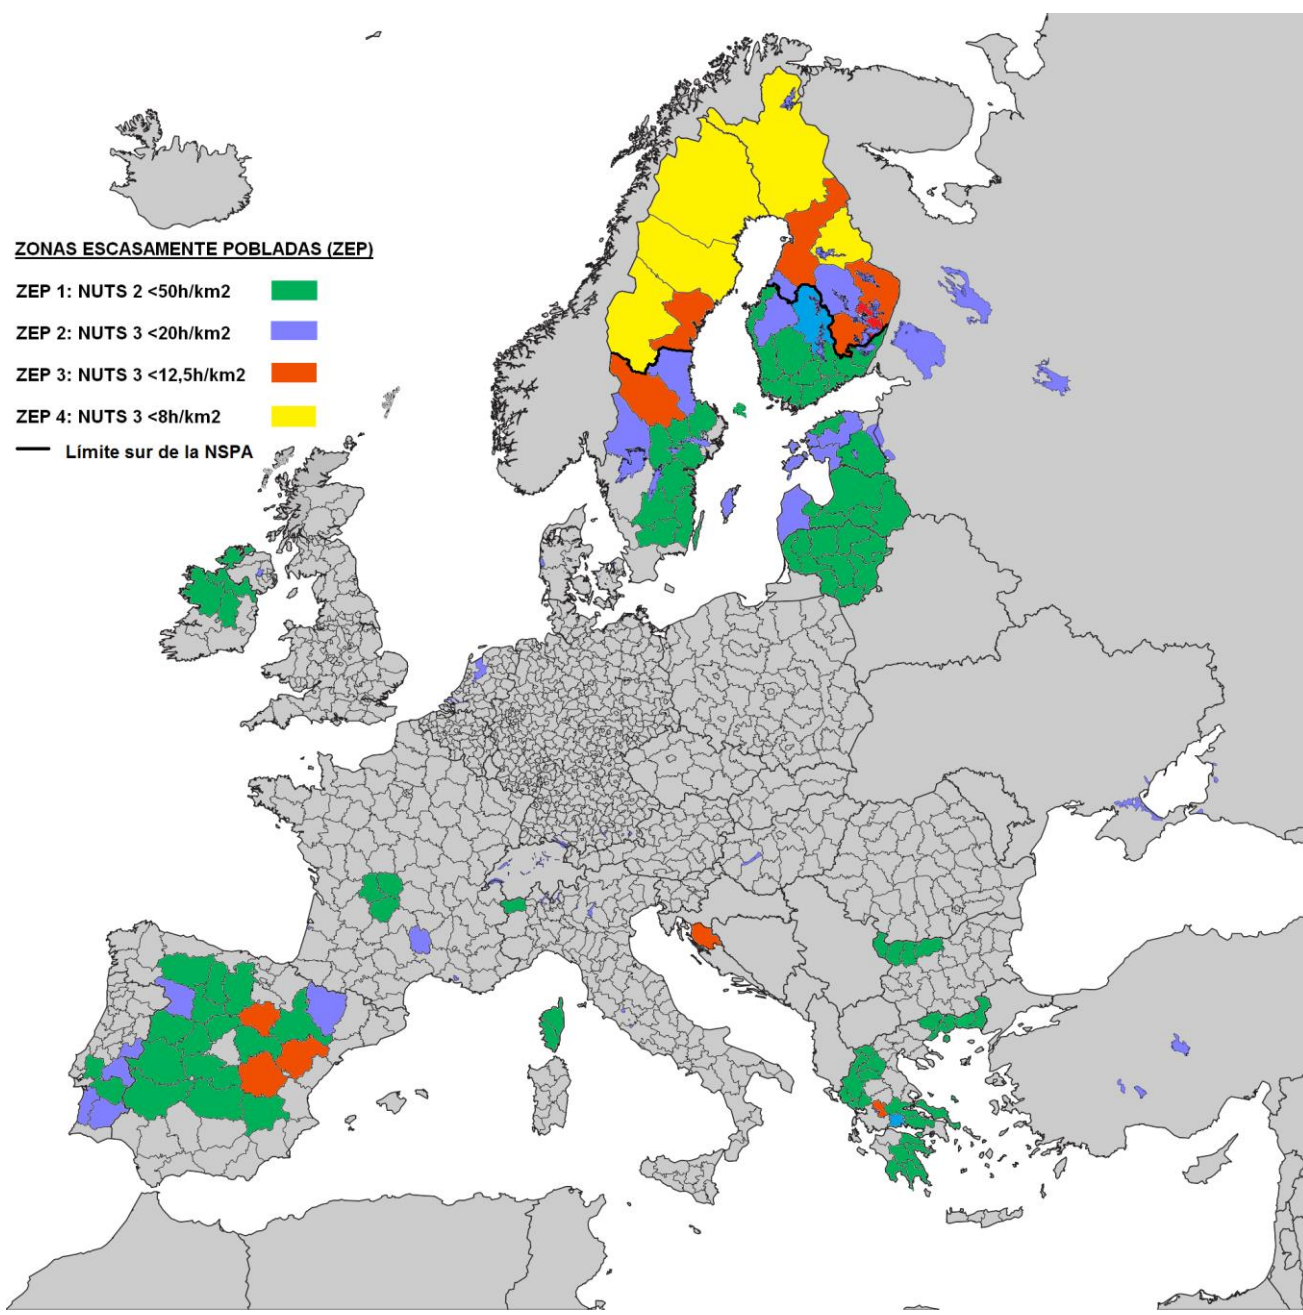 ZONAS ESCASAMENTE POBLADAS (ZEP)
ZEP 1: NUTS 2 <50h/km2
ZEP 2: NUTS 3 <20h/km2
ZEP 3: NUTS 3 <12,5h/km2
ZEP 4: NUTS 3 <8h/km2
Límite sur de la NSPA